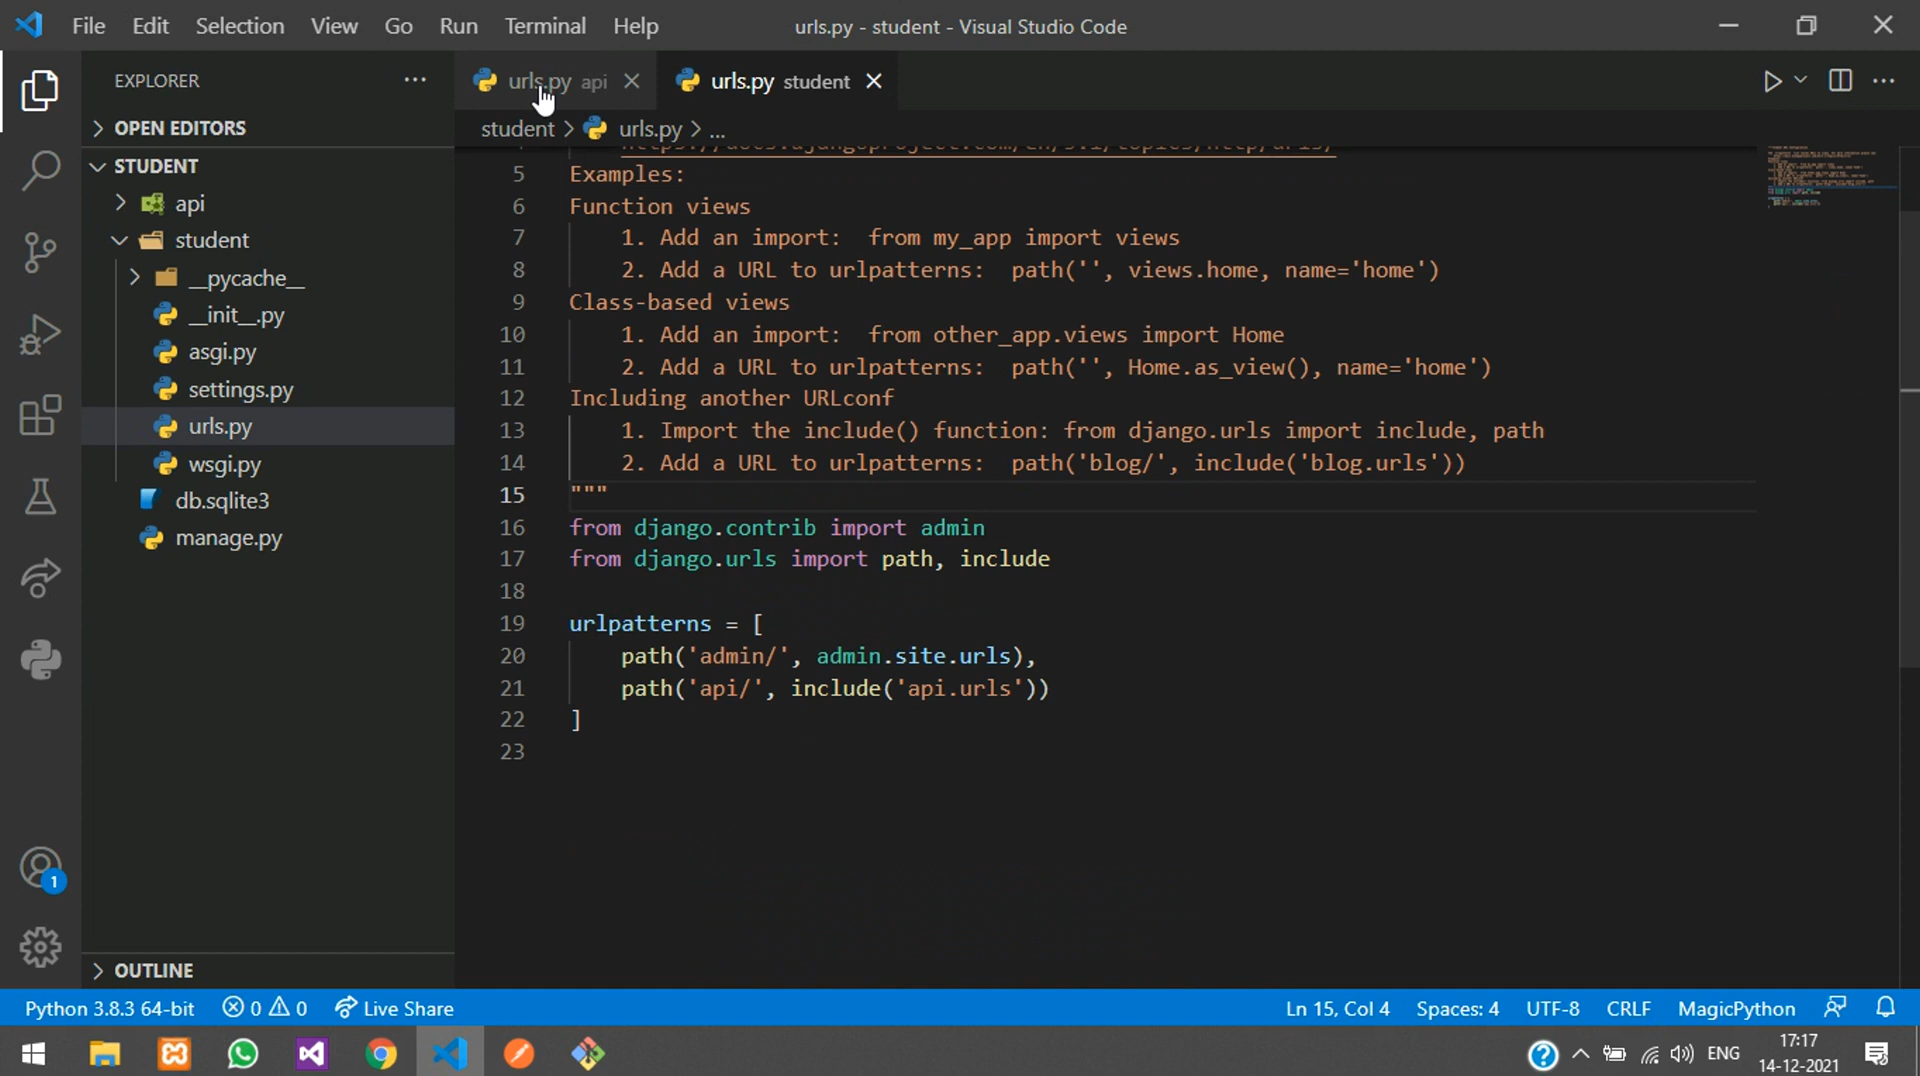 File Edit Selection View Go Run Terminal Help
urls.py - student - Visual Studio Code
EXPLORER
OPEN EDITORS
STUDENT
api
student
__pycache__
__init__.py
asgi.py
settings.py
urls.py
wsgi.py
db.sqlite3
manage.py
OUTLINE
urls.py api
urls.py student
student > urls.py > ...
5 Examples:
6 Function views
7 1. Add an import:  from my_app import views
8 2. Add a URL to urlpatterns:  path('', views.home, name='home')
9 Class-based views
10 1. Add an import:  from other_app.views import Home
11 2. Add a URL to urlpatterns:  path('', Home.as_view(), name='home')
12 Including another URLconf
13 1. Import the include() function: from django.urls import include, path
14 2. Add a URL to urlpatterns:  path('blog/', include('blog.urls'))
15 """
16 from django.contrib import admin
17 from django.urls import path, include
18
19 urlpatterns = [
20 path('admin/', admin.site.urls),
21 path('api/', include('api.urls'))
22 ]
23
1
Python 3.8.3 64-bit 0 0 Live Share
Ln 15, Col 4 Spaces: 4 UTF-8 CRLF MagicPython
ENG
17:17
14-12-2021